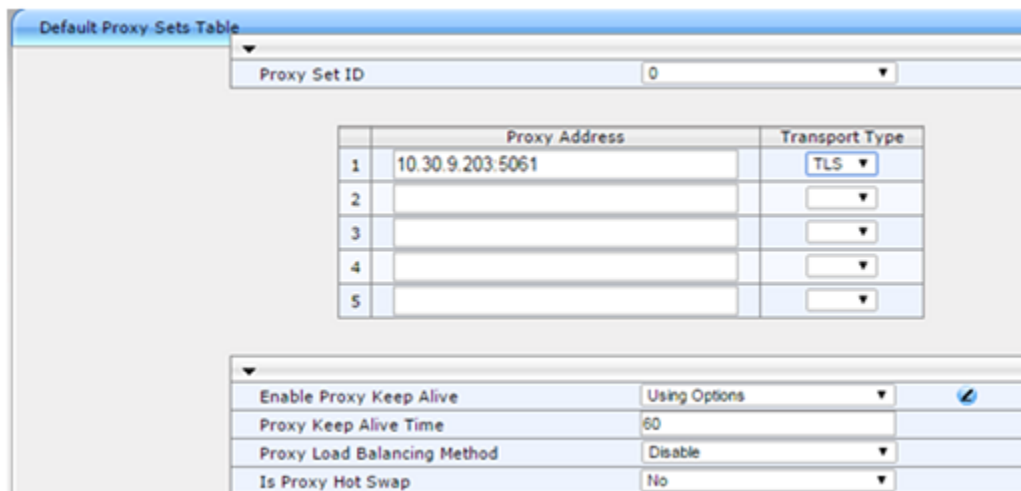 Default Proxy Sets Table
Proxy Set ID 0
Proxy Address Transport Type
1 10.30.9.203:5061 TLS
2
3
4
5
Enable Proxy Keep Alive Using Options
Proxy Keep Alive Time 60
Proxy Load Balancing Method Disable
Is Proxy Hot Swap No